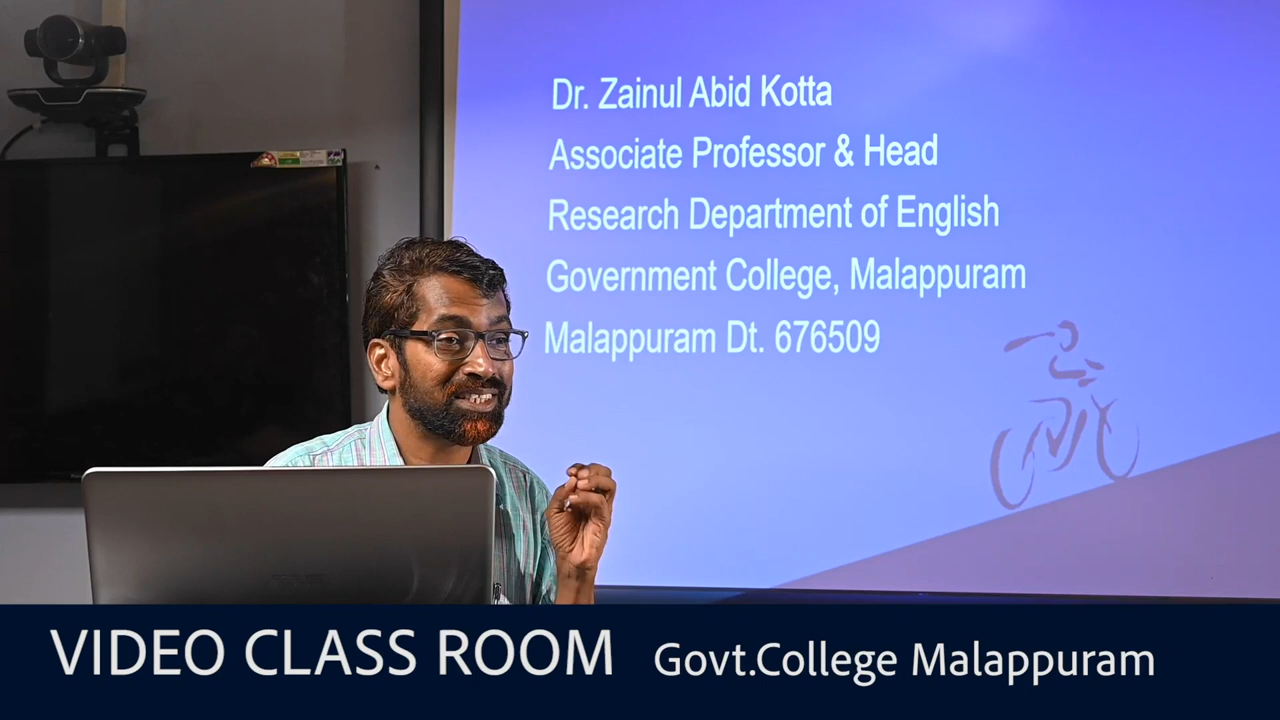 Dr. Zainul Abid Kotta
Associate Professor & Head
Research Department of English
Government College, Malappuram
Malappuram Dt. 676509
VIDEO CLASS ROOM Govt.College Malappuram